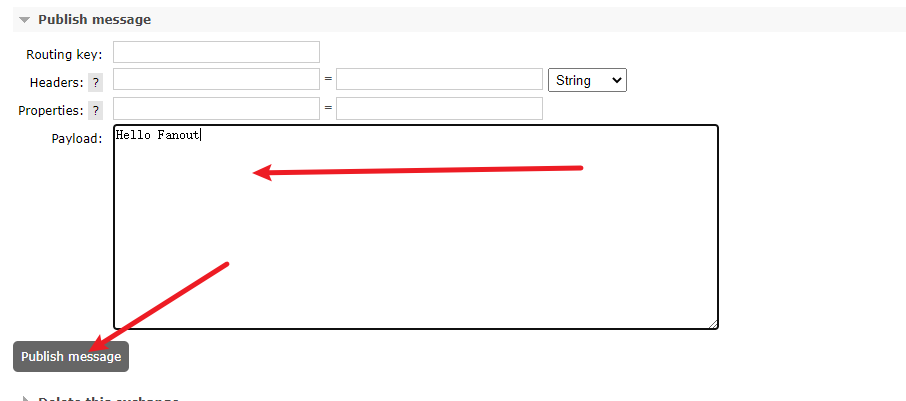 Publish message
Routing key:
Headers: ? = String
Properties: ? =
Payload: Hello Fanout
Publish message
Delete this exchange